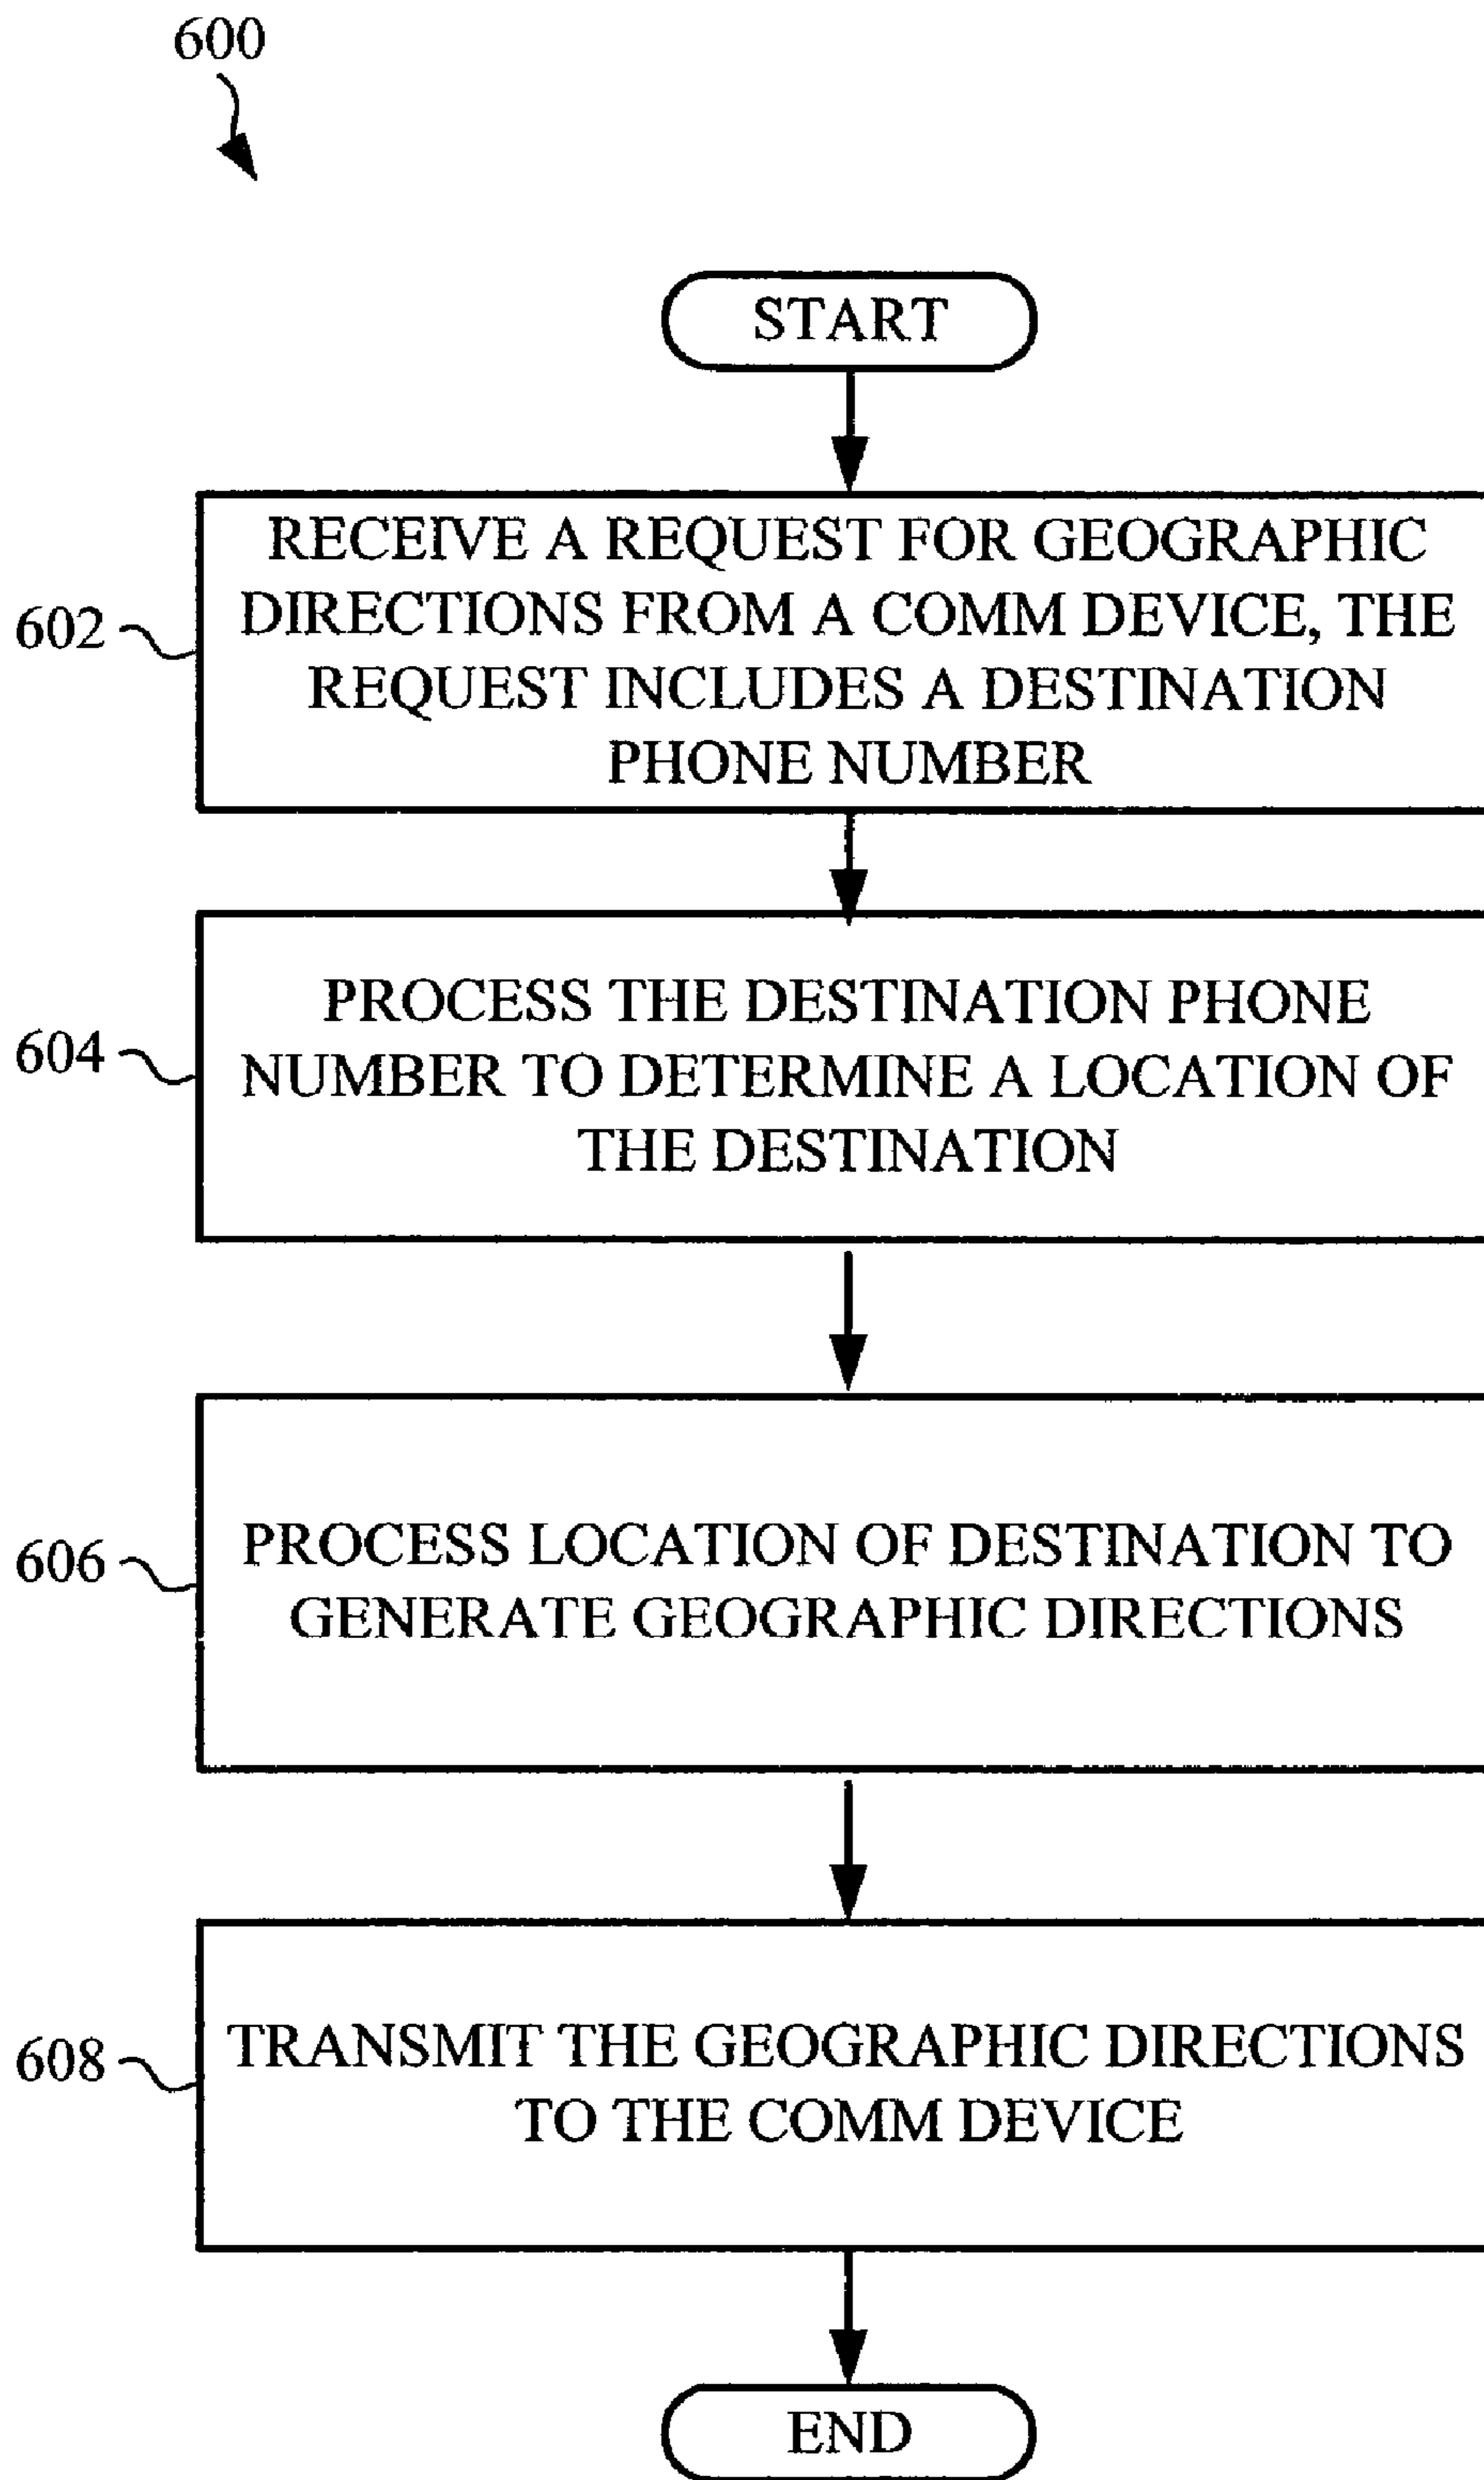 600
START
602
RECEIVE A REQUEST FOR GEOGRAPHIC
DIRECTIONS FROM A COMM DEVICE, THE
REQUEST INCLUDES A DESTINATION
PHONE NUMBER
604
PROCESS THE DESTINATION PHONE
NUMBER TO DETERMINE A LOCATION OF
THE DESTINATION
606
PROCESS LOCATION OF DESTINATION TO
GENERATE GEOGRAPHIC DIRECTIONS
608
TRANSMIT THE GEOGRAPHIC DIRECTIONS
TO THE COMM DEVICE
END